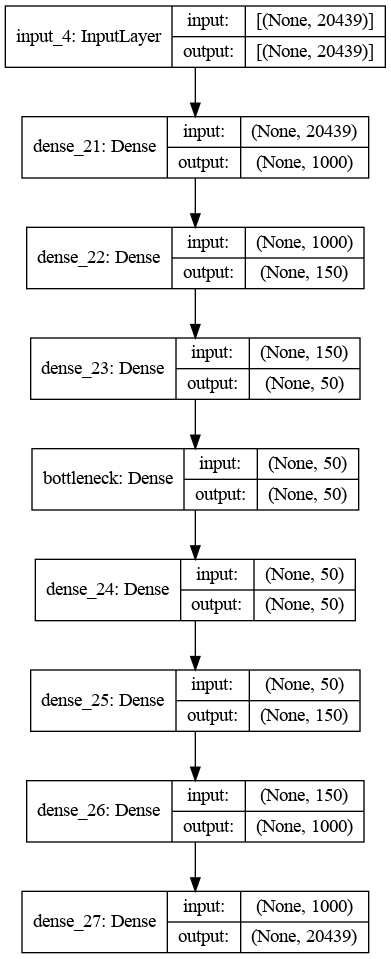 input_4: InputLayer
input: [(None, 20439)]
output: [(None, 20439)]
dense_21: Dense
input: (None, 20439)
output: (None, 1000)
dense_22: Dense
input: (None, 1000)
output: (None, 150)
dense_23: Dense
input: (None, 150)
output: (None, 50)
bottleneck: Dense
input: (None, 50)
output: (None, 50)
dense_24: Dense
input: (None, 50)
output: (None, 50)
dense_25: Dense
input: (None, 50)
output: (None, 150)
dense_26: Dense
input: (None, 150)
output: (None, 1000)
dense_27: Dense
input: (None, 1000)
output: (None, 20439)